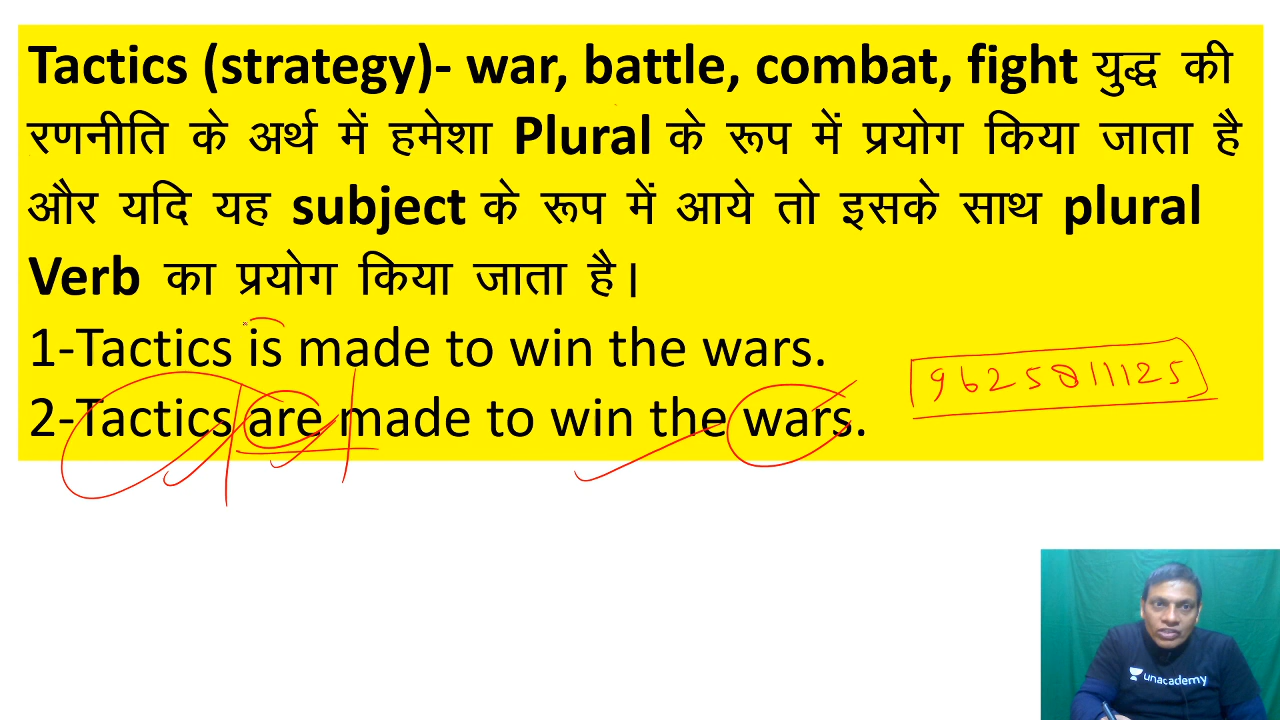 Tactics (strategy)- war, battle, combat, fight युद्ध की
रणनीति के अर्थ में हमेशा Plural के रूप में प्रयोग किया जाता है
और यदि यह subject के रूप में आये तो इसके साथ plural
Verb का प्रयोग किया जाता है।
1-Tactics is made to win the wars.
9625811125
2-Tactics are made to win the wars.
unacademy